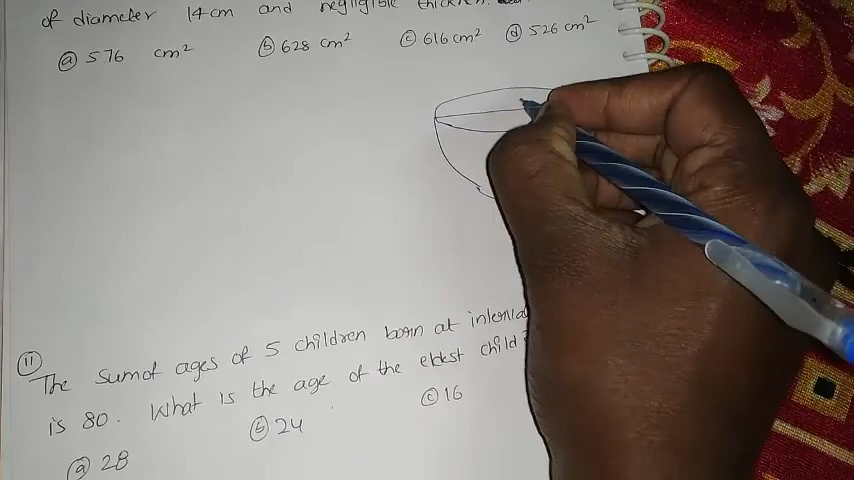 of diameter 14cm and negligible thicknes.
ⓐ 576 cm² ⓑ 628 cm² ⓒ 616 cm² ⓓ 526 cm²
⑪
The sum of ages of 5 children born at
is 80. What is the age of the eldest child
ⓐ 28 ⓑ 24 ⓒ 16